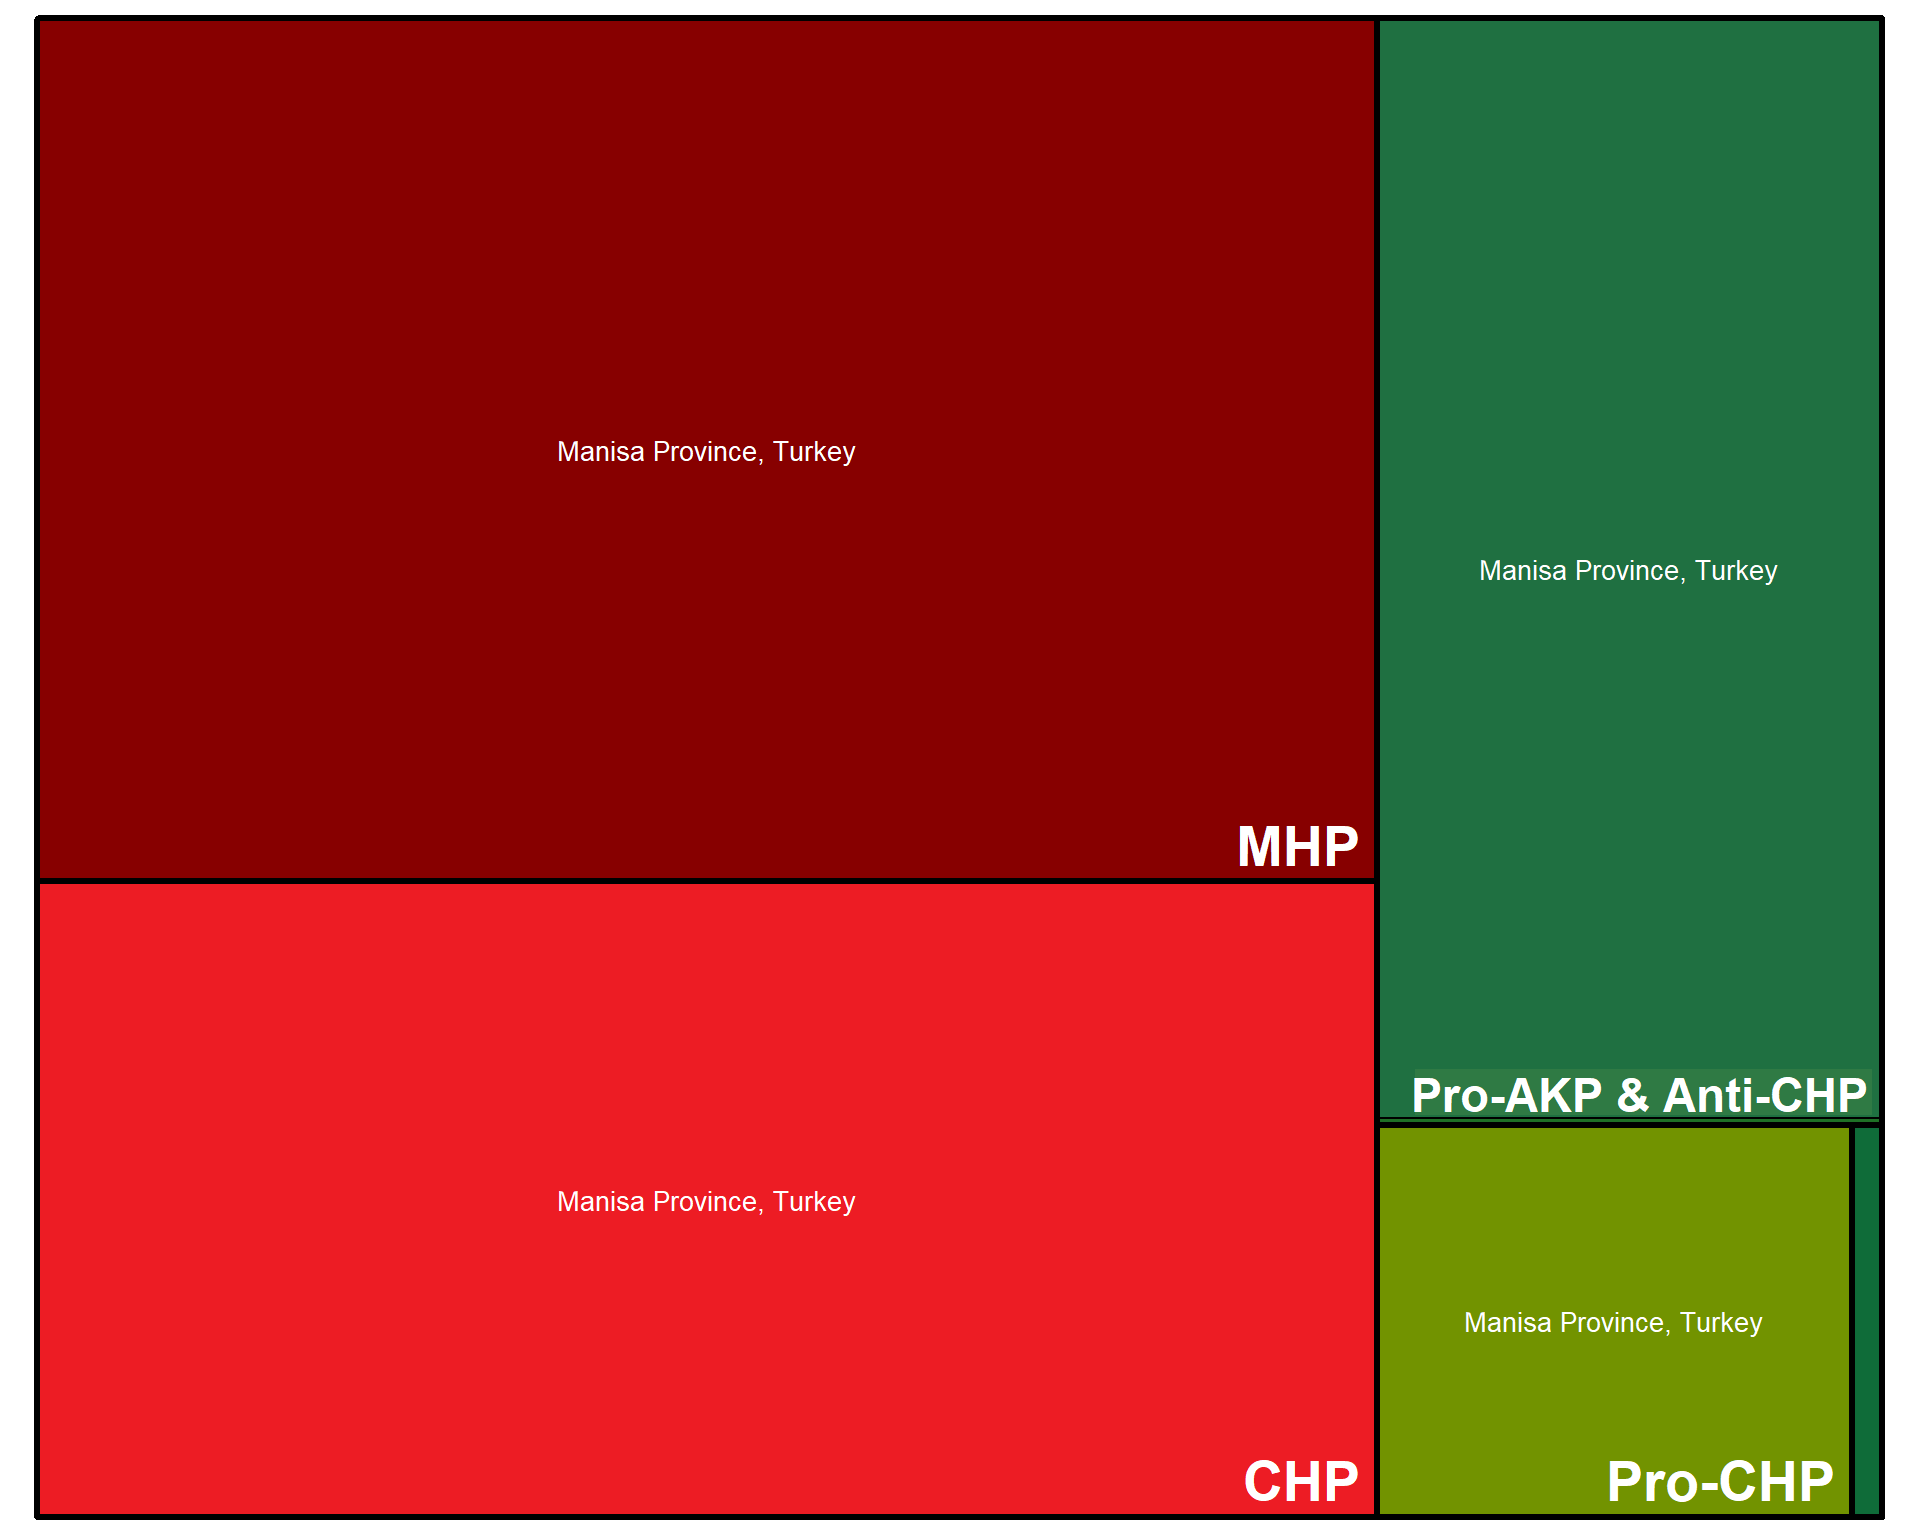 Manisa Province, Turkey
MHP
Manisa Province, Turkey
CHP
Manisa Province, Turkey
Pro-AKP & Anti-CHP
Manisa Province, Turkey
Pro-CHP